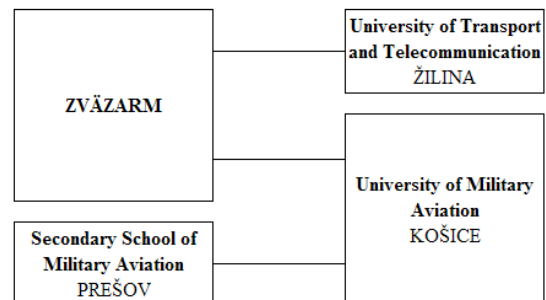 ZVÄZARM
University of Transport
and Telecommunication
ŽILINA
University of Military
Aviation
KOŠICE
Secondary School of
Military Aviation
PREŠOV